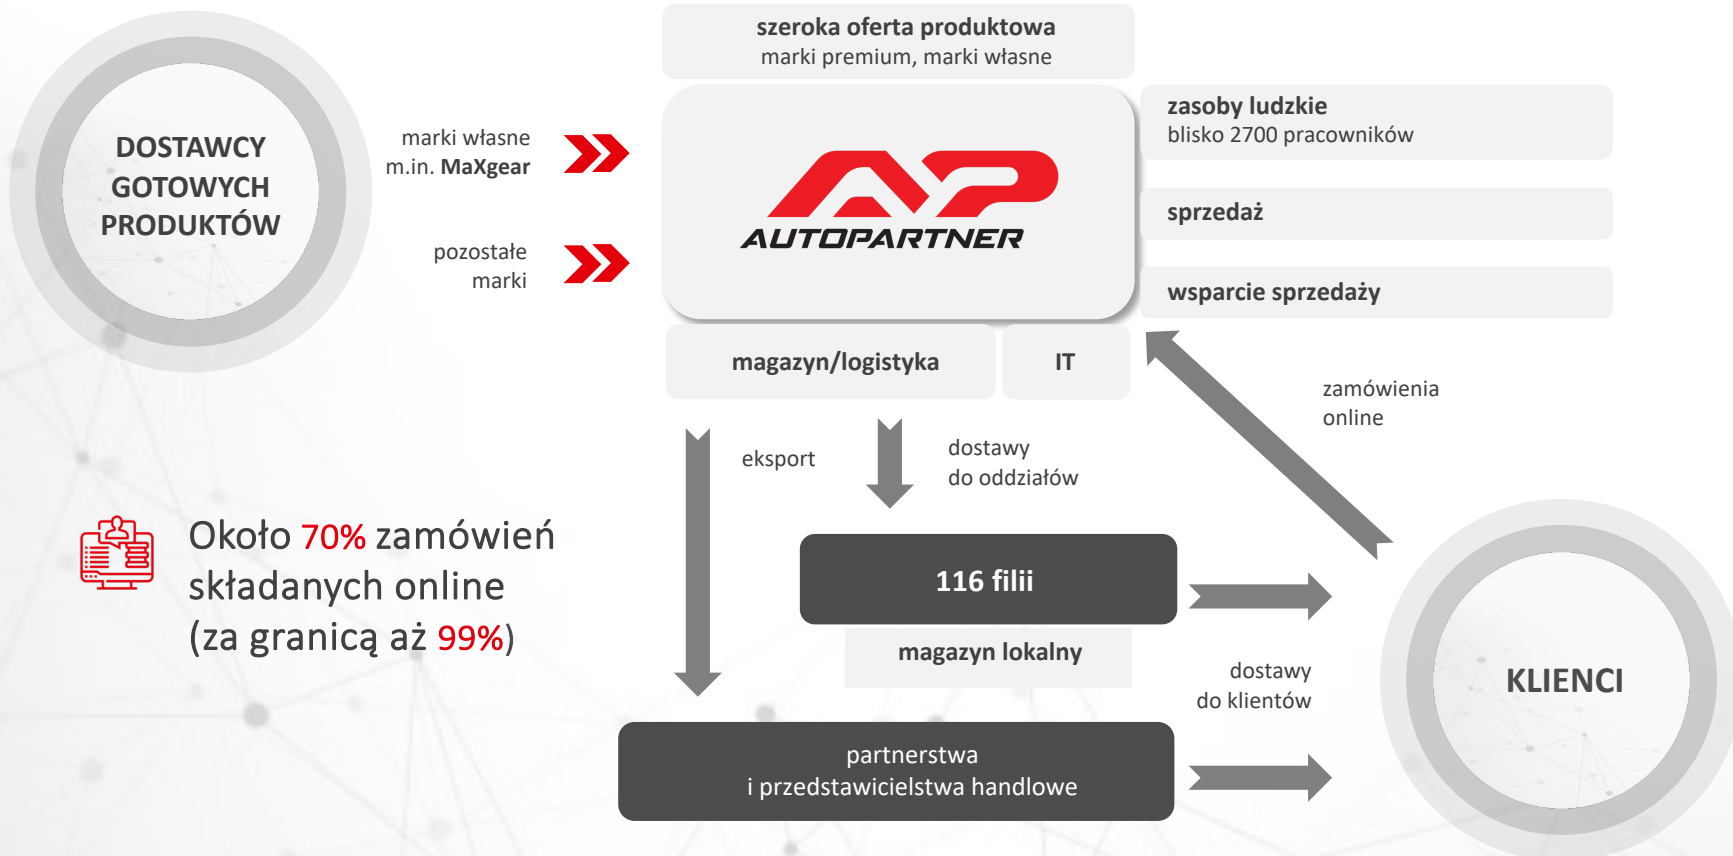 szeroka oferta produktowa
marki premium, marki własne
DOSTAWCY
GOTOWYCH
PRODUKTÓW
marki własne
m.in. MaXgear
pozostałe
marki
AP
AUTOPARTNER
zasoby ludzkie
blisko 2700 pracowników
sprzedaż
wsparcie sprzedaży
magazyn/logistyka
IT
zamówienia
online
eksport
dostawy
do oddziałów
Około 70% zamówień
składanych online
(za granicą aż 99%)
116 filii
magazyn lokalny
dostawy
do klientów
KLIENCI
partnerstwa
i przedstawicielstwa handlowe